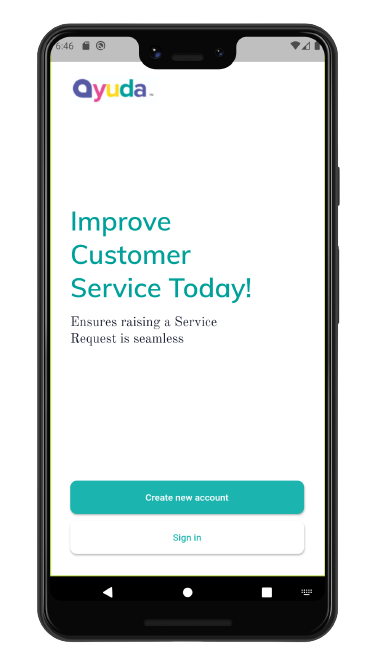 6:46
ayuda
Improve
Customer
Service Today!
Ensures raising a Service
Request is seamless
Create new account
Sign in